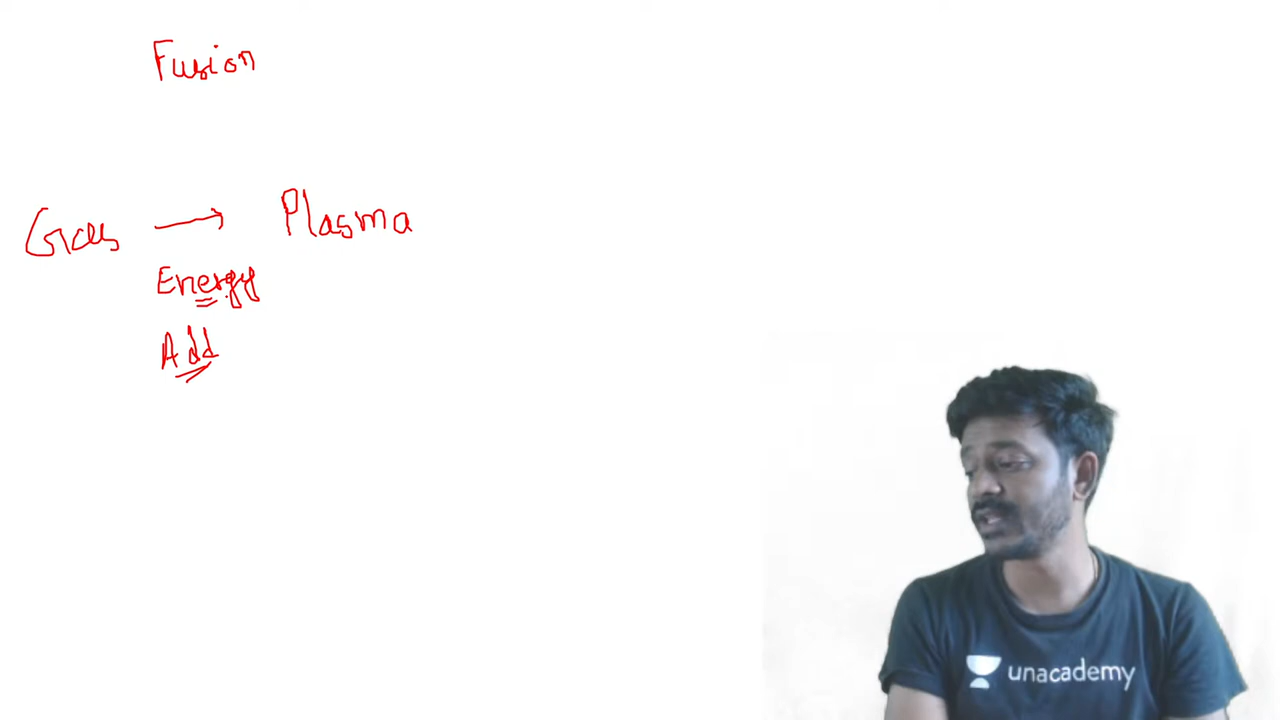 Fusion
Gas → Plasma
Energy
Add
unacademy